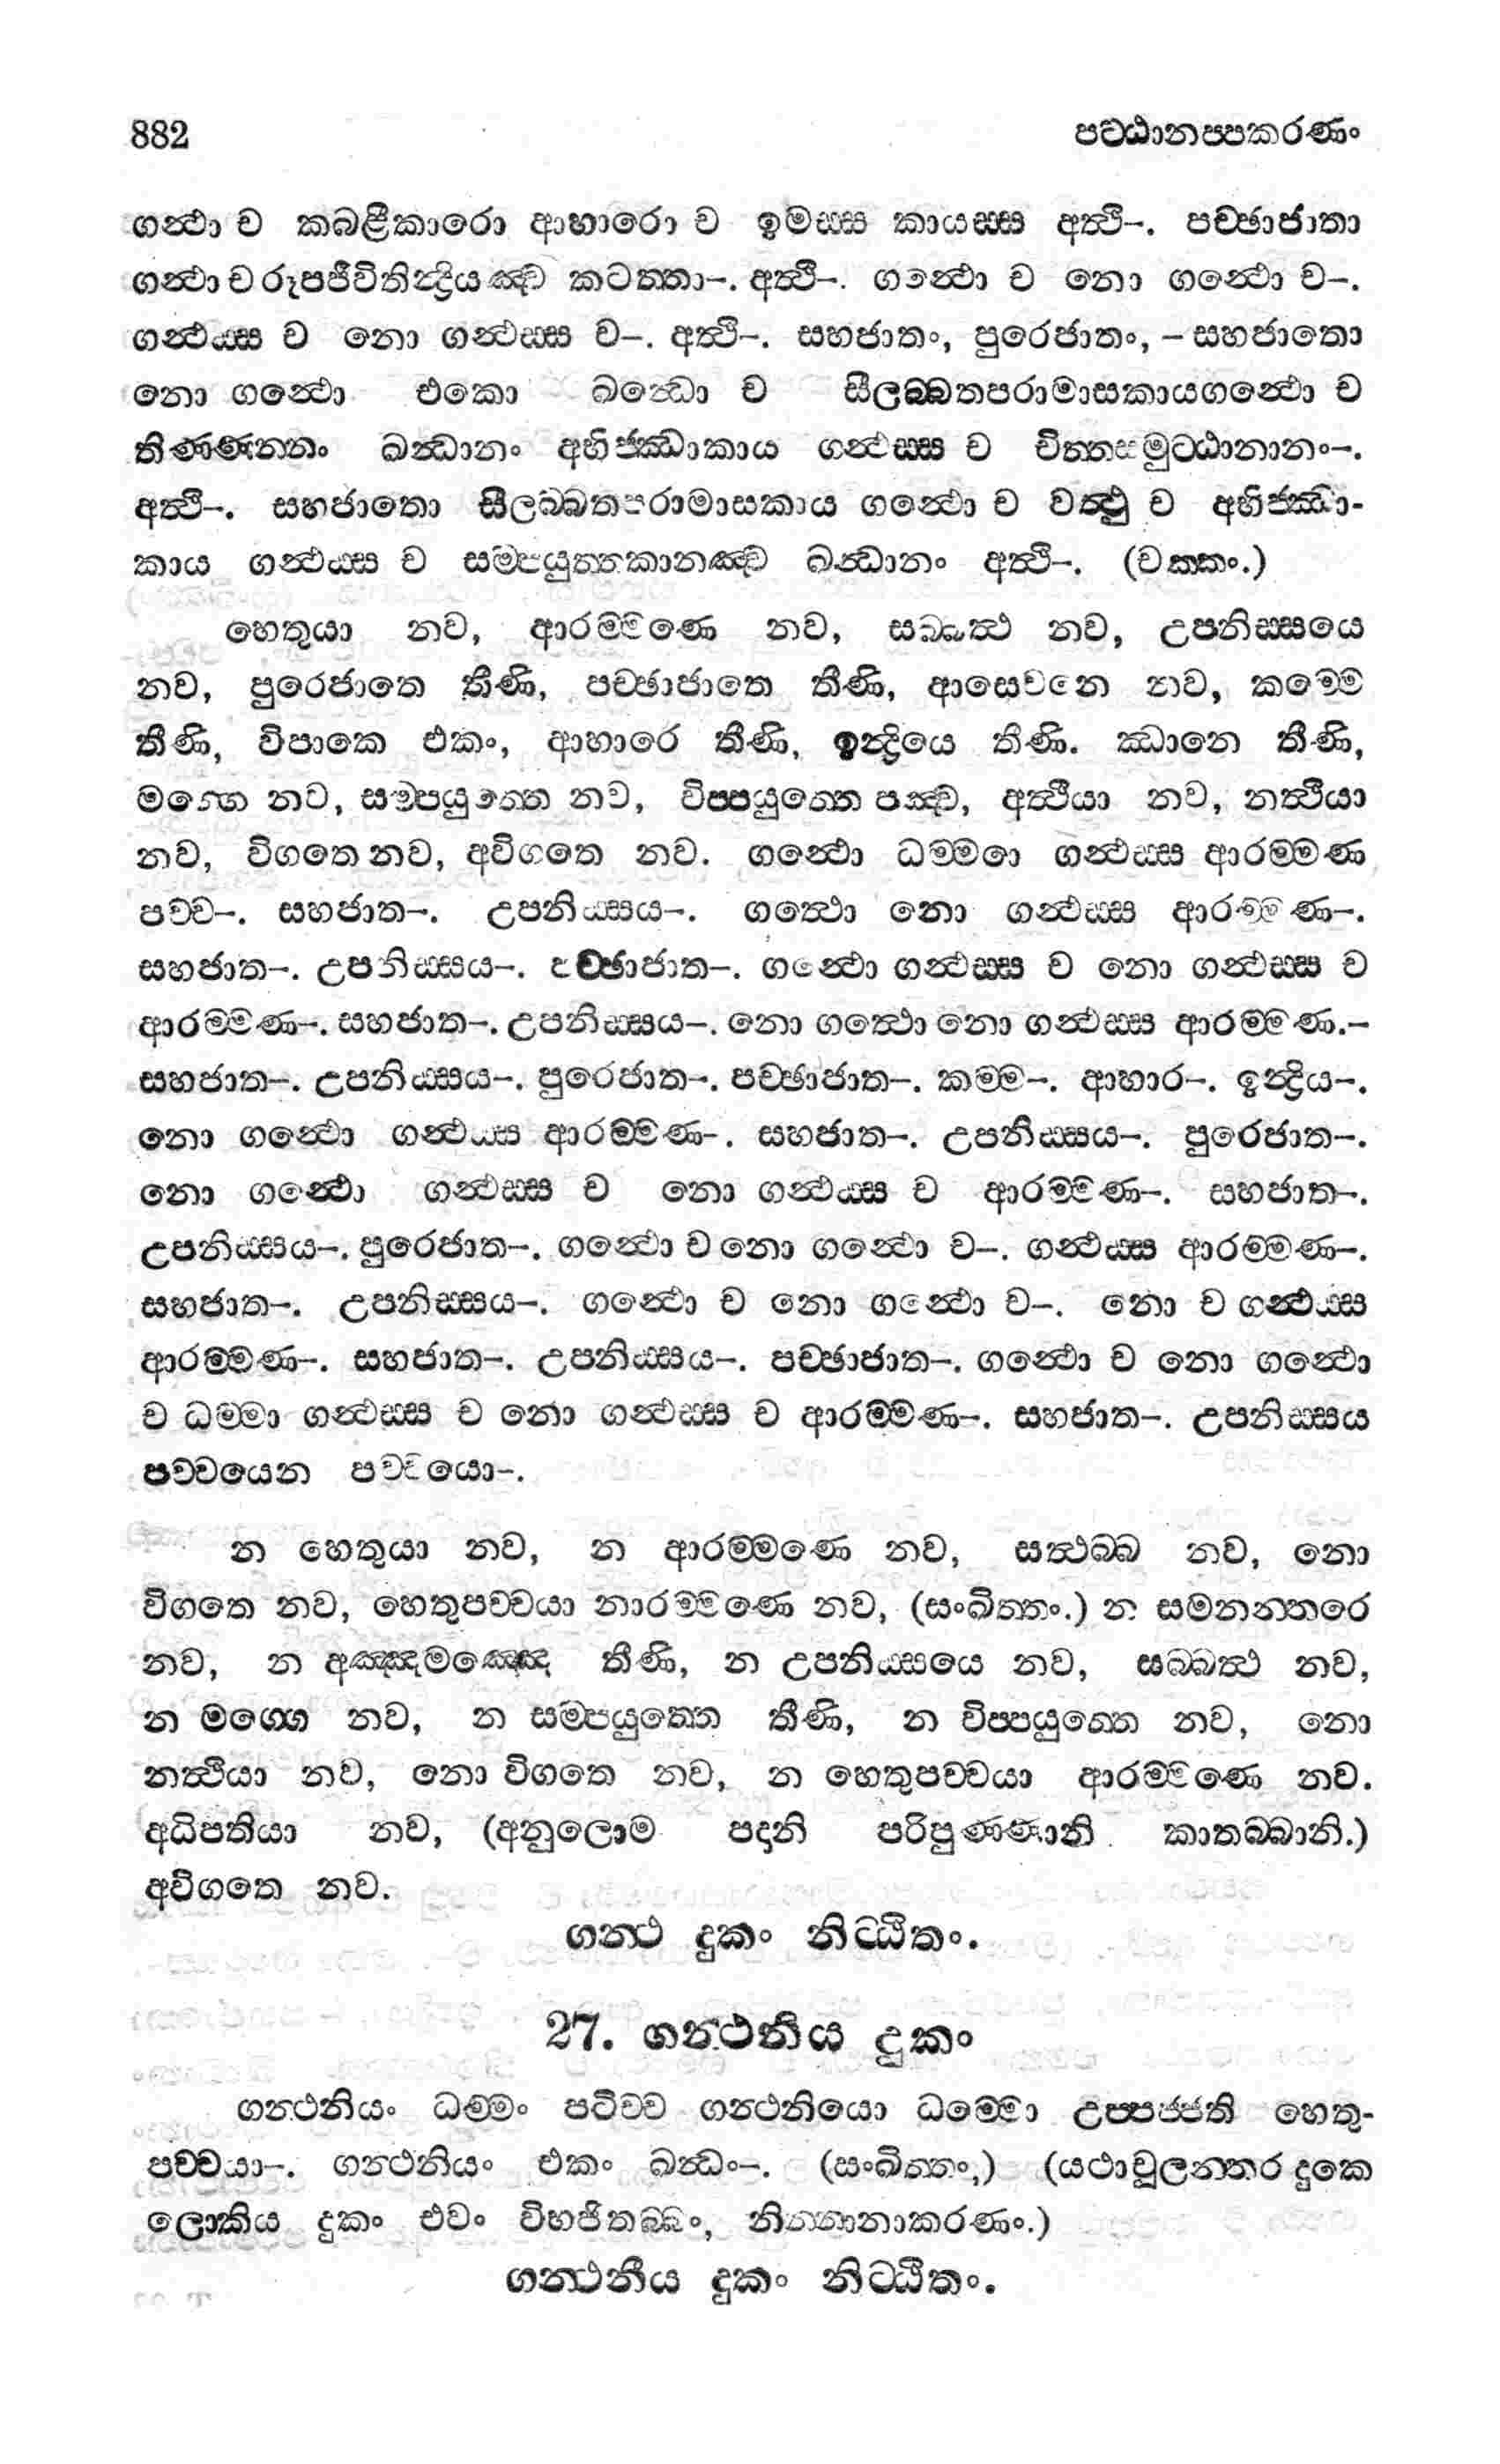 882 පට්ඨානප්පකරණං
ගන්ථා ච කබළීකාරො ආහාරො ච ඉමස්ස කායස්ස අත්ථි–. පච්ඡාජාතා
ගන්ථා ච රූපජීවිතින්ද්‍රියඤ්ච කටත්තා–. අත්ථි–. ගන්ථො ච නො ගන්ථො ච–.
ගන්ථස්ස ච නො ගන්ථස්ස ච–. අත්ථි–. සහජාතං, පුරෙජාතං, – සහජාතො
නො ගන්ථො එකො ඛන්ධො ච සීලබ්බතපරාමාසකායගන්ථො ච
තිණ්ණන්නං ඛන්ධානං අභිජ්ඣාකාය ගන්ථස්ස ච චිත්තසමුට්ඨානානං–.
අත්ථි–. සහජාතො සීලබ්බතපරාමාසකාය ගන්ථො ච වත්ථු ච අභිජ්ඣා-
කාය ගන්ථස්ස ච සම්පයුත්තකානඤ්ච ඛන්ධානං අත්ථි–. (චක්කං.)
හෙතුයා නව, ආරම්මණෙ නව, සබ්බත්ථ නව, උපනිස්සයෙ
නව, පුරෙජාතෙ තීණි, පච්ඡාජාතෙ තීණි, ආසෙවනෙ නව, කම්මෙ
තීණි, විපාකෙ එකං, ආහාරෙ තීණි, ඉන්ද්‍රියෙ තීණි. ඣානෙ තීණි,
මග්ගෙ නව, සම්පයුත්තෙ නව, විප්පයුත්තෙ පඤ්ච, අත්ථියා නව, නත්ථියා
නව, විගතෙ නව, අවිගතෙ නව. ගන්ථො ධම්මො ගන්ථස්ස ආරම්මණ
පච්ච–. සහජාත–. උපනිස්සය–. ගත්ථො නො ගන්ථස්ස ආරම්මණ–.
සහජාත–. උපනිස්සය–. පච්ඡාජාත–. ගන්ථො ගන්ථස්ස ච නො ගන්ථස්ස ච
ආරම්මණ–. සහජාත–. උපනිස්සය–. නො ගත්ථො නො ගන්ථස්ස ආරම්මණ.–
සහජාත–. උපනිස්සය–. පුරෙජාත–. පච්ඡාජාත–. කම්ම–. ආහාර–. ඉන්ද්‍රිය–.
නො ගන්ථො ගන්ථස්ස ආරම්මණ–. සහජාත–. උපනිස්සය–. පුරෙජාත–.
නො ගන්ථො ගන්ථස්ස ච නො ගන්ථස්ස ච ආරම්මණ–. සහජාත–.
උපනිස්සය–. පුරෙජාත–. ගන්ථො ච නො ගන්ථො ච–. ගන්ථස්ස ආරම්මණ–.
සහජාත–. උපනිස්සය–. ගන්ථො ච නො ගන්ථො ච–. නො ච ගන්ථස්ස
ආරම්මණ–. සහජාත–. උපනිස්සය–. පච්ඡාජාත–. ගන්ථො ච නො ගන්ථො
ච ධම්මා ගන්ථස්ස ච නො ගන්ථස්ස ච ආරම්මණ–. සහජාත–. උපනිස්සය
පච්චයෙන පච්චයො–.
න හෙතුයා නව, න ආරම්මණෙ නව, සත්ථබ්බ නව, නො
විගතෙ නව, හෙතුපච්චයා නාරම්මණෙ නව, (සංඛිත්තං.) න සමනන්තරෙ
නව, න අඤ්ඤමඤ්ඤෙ තීණි, න උපනිස්සයෙ නව, සබ්බත්ථ නව,
න මග්ගෙ නව, න සම්පයුත්තෙ තීණි, න විප්පයුත්තෙ නව, නො
නත්ථියා නව, නො විගතෙ නව, න හෙතුපච්චයා ආරම්මණෙ නව.
අධිපතියා නව, (අනුලොම පදානි පරිපුණ්ණානි කාතබ්බානි.)
අවිගතෙ නව.
ගන්ථ දුකං නිට්ඨිතං.
27. ගන්ථනිය දුකං
ගන්ථනියං ධම්මං පටිච්ච ගන්ථනියො ධම්මො උප්පජ්ජති හෙතු-
පච්චයා–. ගන්ථනියං එකං ඛන්ධං–. (සංඛිත්තං,) (යථාචූලන්තර දුකෙ
ලොකිය දුකං එවං විභජිතබ්බං, නින්නානාකරණං.)
ගන්ථනීය දුකං නිට්ඨිතං.